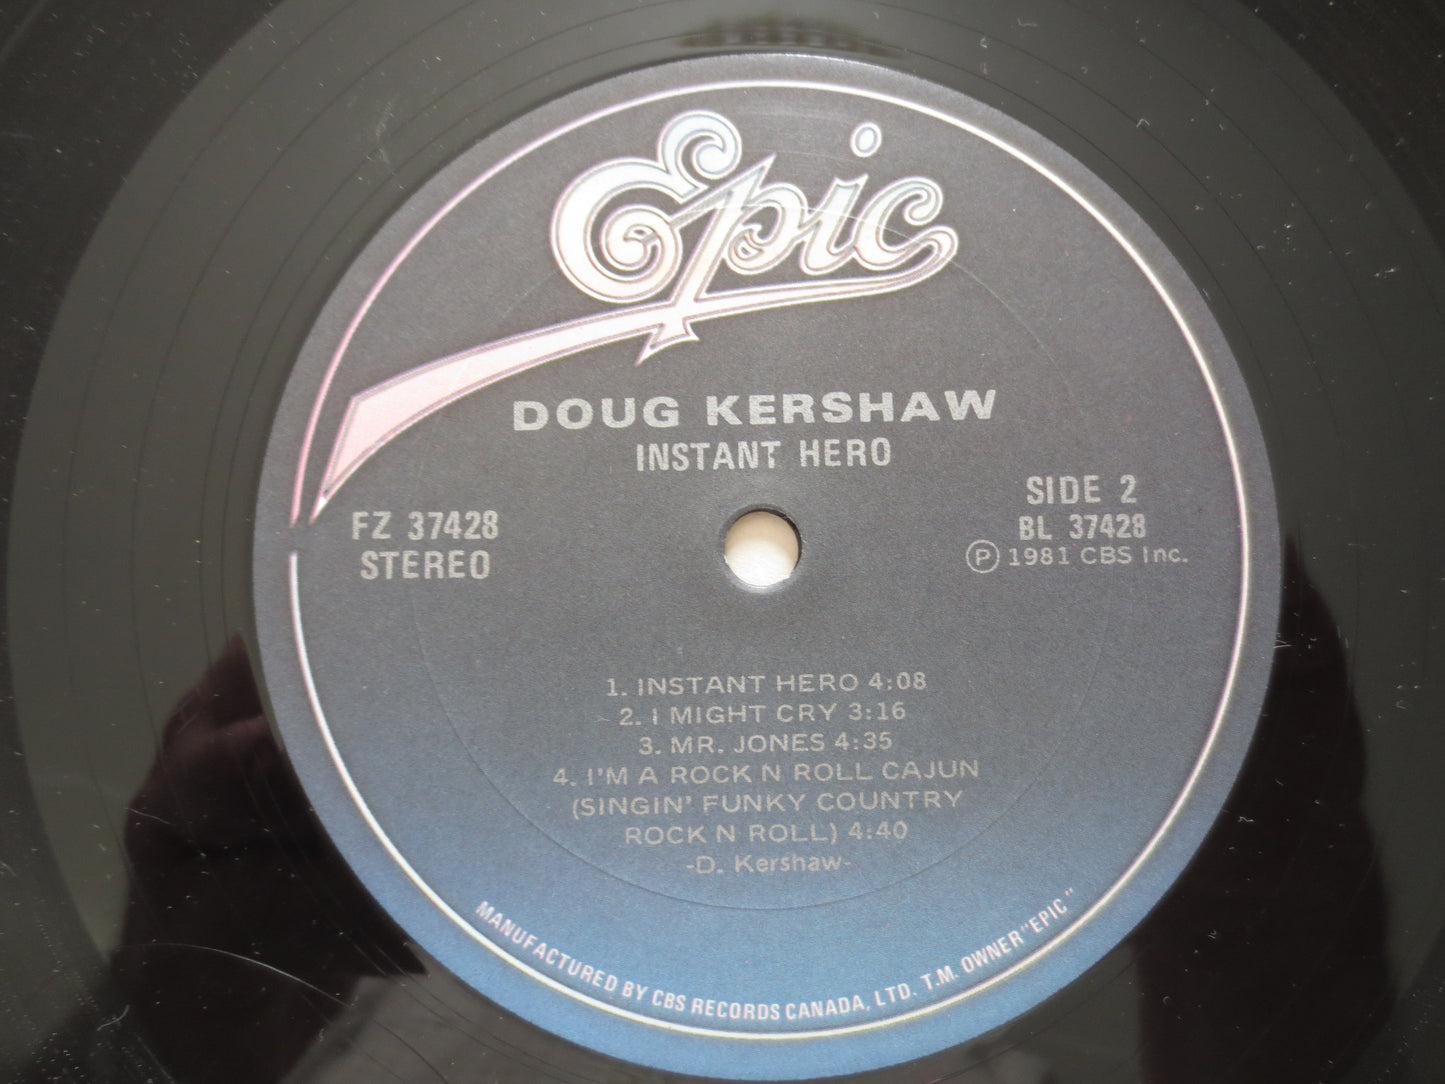 Epic
DOUG KERSHAW
INSTANT HERO
FZ 37428
STEREO
SIDE 2
BL 37428
Ⓟ 1981 CBS Inc.
1. INSTANT HERO 4:08
2. I MIGHT CRY 3:16
3. MR. JONES 4:35
4. I'M A ROCK N ROLL CAJUN
(SINGIN' FUNKY COUNTRY
ROCK N ROLL) 4:40
-D. Kershaw-
MANUFACTURED BY CBS RECORDS CANADA, LTD. T.M. OWNER "EPIC"